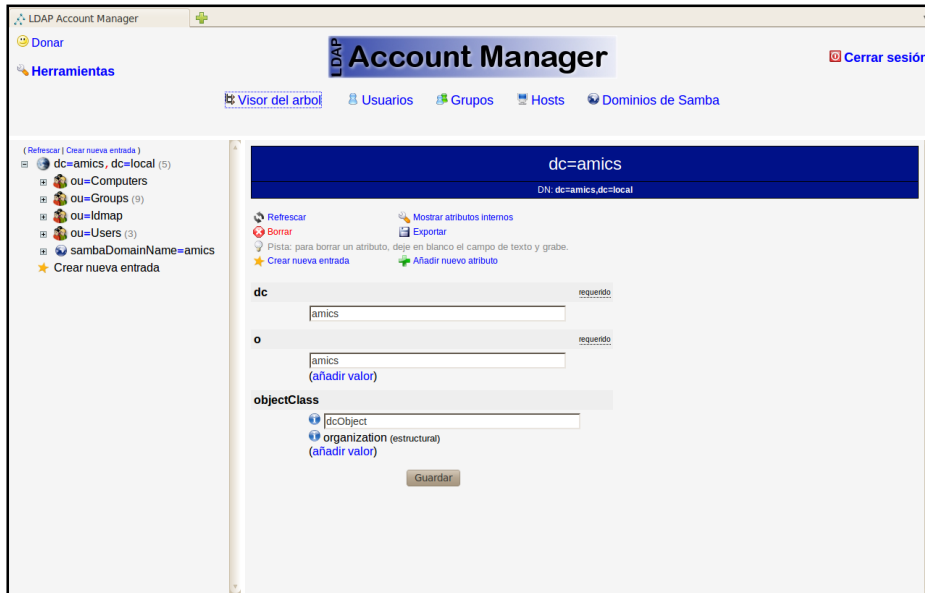 LDAP Account Manager
Donar
Herramientas
LDAP Account Manager
Cerrar sesión
Visor del arbol Usuarios Grupos Hosts Dominios de Samba
( Refrescar | Crear nueva entrada )
dc=amics, dc=local (5)
ou=Computers
ou=Groups (9)
ou=Idmap
ou=Users (3)
sambaDomainName=amics
Crear nueva entrada
dc=amics
DN: dc=amics,dc=local
Refrescar Mostrar atributos internos
Borrar Exportar
Pista: para borrar un atributo, deje en blanco el campo de texto y grabe.
Crear nueva entrada Añadir nuevo atributo
dc requerido
amics
o requerido
amics
(añadir valor)
objectClass
dcObject
organization (estructural)
(añadir valor)
Guardar